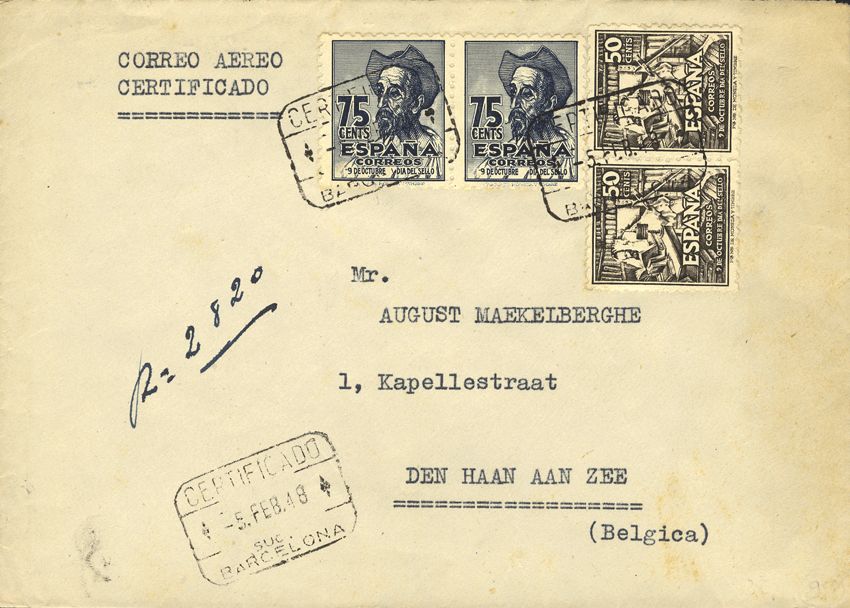 CORREO AEREO
CERTIFICADO
75
CENTS
ESPAÑA
CORREOS
9 DE OCTUBRE DIA DEL SELLO
75
CENTS
ESPAÑA
CORREOS
9 DE OCTUBRE DIA DEL SELLO
50
CENTS
ESPAÑA
CORREOS
9 DE OCTUBRE DIA DEL SELLO
50
CENTS
ESPAÑA
CORREOS
9 DE OCTUBRE DIA DEL SELLO
-5.FEB.48
R= 2820
Mr.
AUGUST MAEKELBERGHE
1, Kapellestraat
DEN HAAN AAN ZEE
(Belgica)
CERTIFICADO
-5.FEB.48
SUC.
BARCELONA